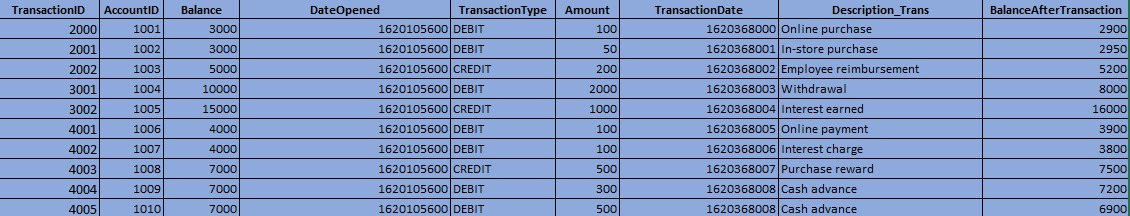 TransactionID AccountID Balance DateOpened TransactionType Amount TransactionDate Description_Trans BalanceAfterTransaction
2000 1001 3000 1620105600 DEBIT 100 1620368000 Online purchase 2900
2001 1002 3000 1620105600 DEBIT 50 1620368001 In-store purchase 2950
2002 1003 5000 1620105600 CREDIT 200 1620368002 Employee reimbursement 5200
3001 1004 10000 1620105600 DEBIT 2000 1620368003 Withdrawal 8000
3002 1005 15000 1620105600 CREDIT 1000 1620368004 Interest earned 16000
4001 1006 4000 1620105600 DEBIT 100 1620368005 Online payment 3900
4002 1007 4000 1620105600 DEBIT 100 1620368006 Interest charge 3800
4003 1008 7000 1620105600 CREDIT 500 1620368007 Purchase reward 7500
4004 1009 7000 1620105600 DEBIT 300 1620368008 Cash advance 7200
4005 1010 7000 1620105600 DEBIT 500 1620368008 Cash advance 6900